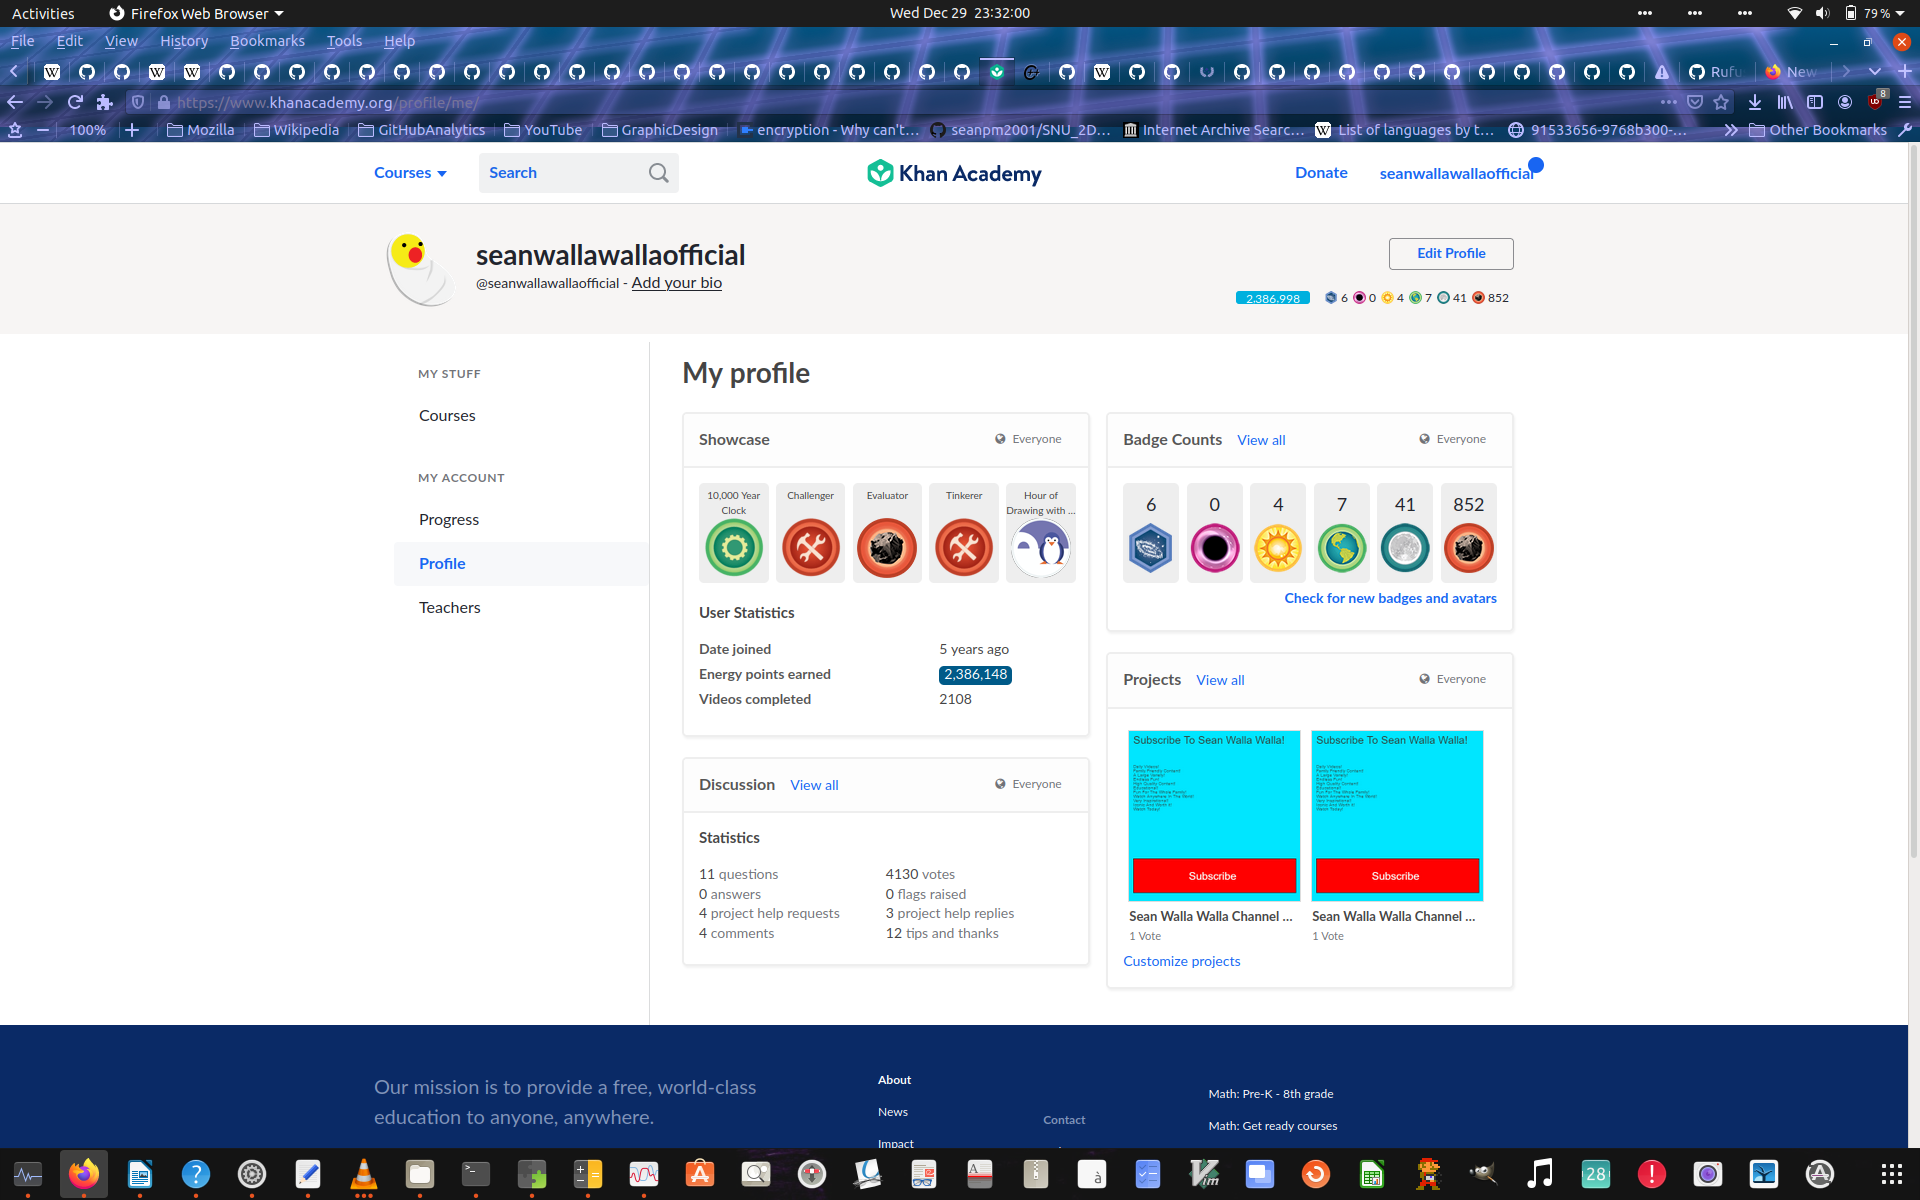 Activities
Firefox Web Browser
Wed Dec 29 23:32:00
79 %
File Edit View History Bookmarks Tools Help
New
https://www.khanacademy.org/profile/me/
8
100%
Mozilla
Wikipedia
GitHubAnalytics
YouTube
GraphicDesign
encryption - Why can't...
seanpm2001/SNU_2D...
Internet Archive Searc...
List of languages by t...
91533656-9768b300-...
Other Bookmarks
Courses
Search
Khan Academy
Donate
seanwallawallaofficial
seanwallawallaofficial
@seanwallawallaofficial - Add your bio
Edit Profile
2,386,998
6 0 4 7 41 852
MY STUFF
Courses
MY ACCOUNT
Progress
Profile
Teachers
My profile
Showcase
Everyone
10,000 Year Clock
Challenger
Evaluator
Tinkerer
Hour of Drawing with ...
User Statistics
Date joined 5 years ago
Energy points earned 2,386,148
Videos completed 2108
Badge Counts View all
Everyone
6 0 4 7 41 852
Check for new badges and avatars
Discussion View all
Everyone
Statistics
11 questions 4130 votes
0 answers 0 flags raised
4 project help requests 3 project help replies
4 comments 12 tips and thanks
Projects View all
Everyone
Subscribe To Sean Walla Walla!
Subscribe
Subscribe To Sean Walla Walla!
Subscribe
Sean Walla Walla Channel ...
1 Vote
Sean Walla Walla Channel ...
1 Vote
Customize projects
Our mission is to provide a free, world-class
education to anyone, anywhere.
About
News
Impact
Contact
Math: Pre-K - 8th grade
Math: Get ready courses
28